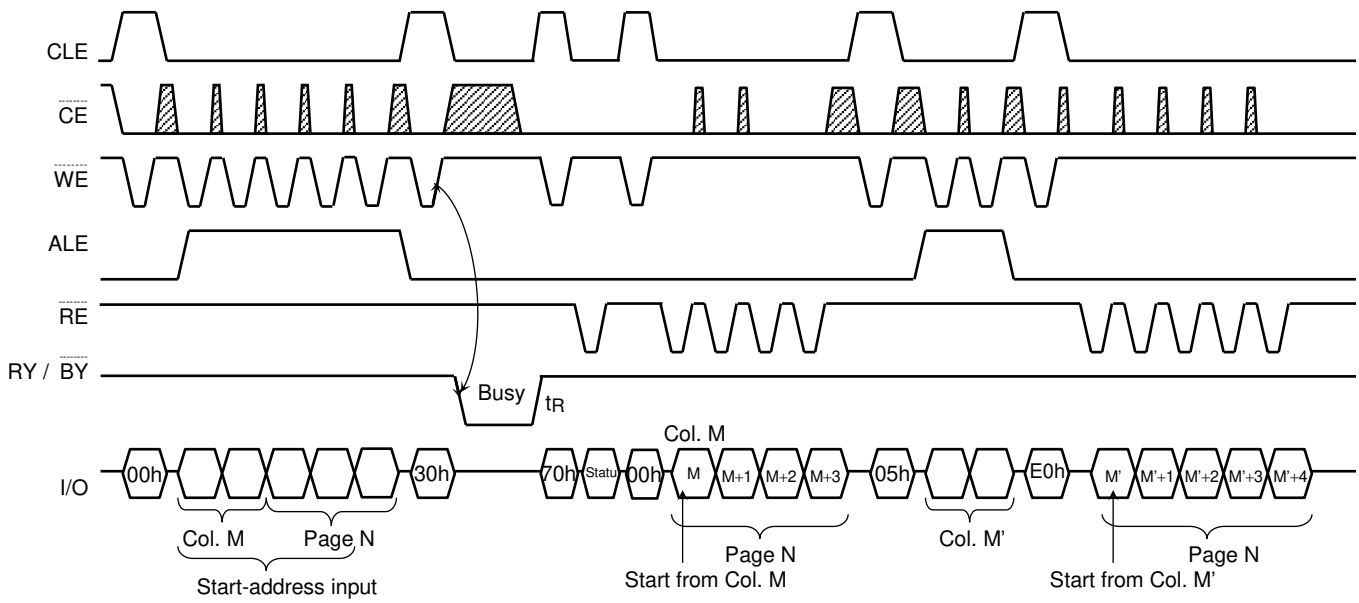 CLE
CE
WE
ALE
RE
RY / BY
Busy
tR
Col. M
I/O
00h
30h
70h
Statu
00h
M
M+1
M+2
M+3
05h
E0h
M'
M'+1
M'+2
M'+3
M'+4
Col. M
Page N
Start-address input
Page N
Start from Col. M
Col. M'
Page N
Start from Col. M'